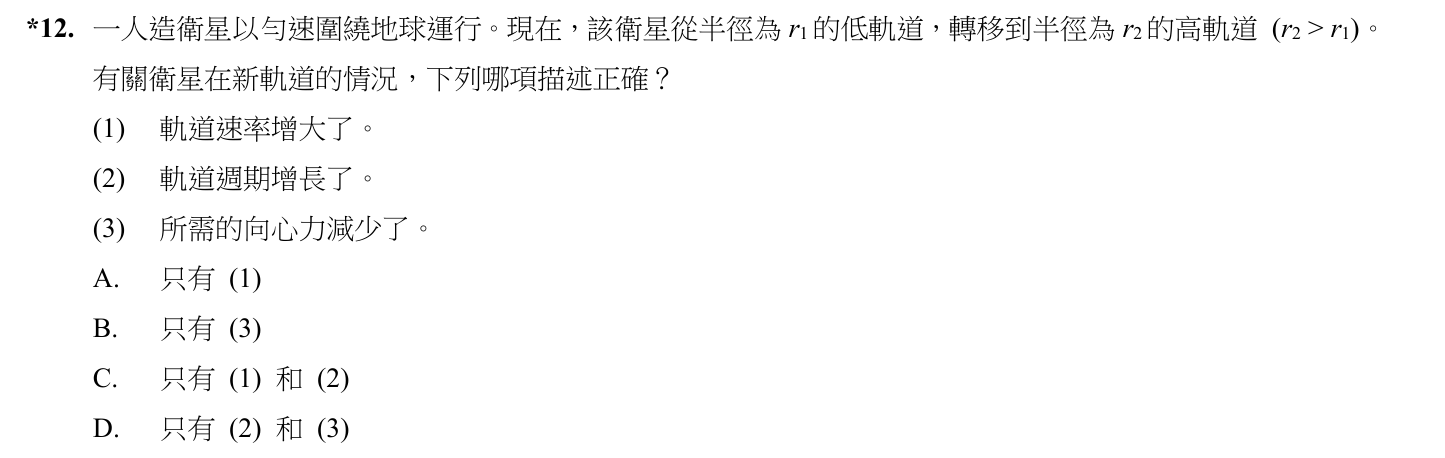 *12. 一人造衛星以勻速圍繞地球運行。現在，該衛星從半徑為 r1 的低軌道，轉移到半徑為 r2 的高軌道 (r2 > r1)。
有關衛星在新軌道的情況，下列哪項描述正確？
(1) 軌道速率增大了。
(2) 軌道週期增長了。
(3) 所需的向心力減少了。
A. 只有 (1)
B. 只有 (3)
C. 只有 (1) 和 (2)
D. 只有 (2) 和 (3)